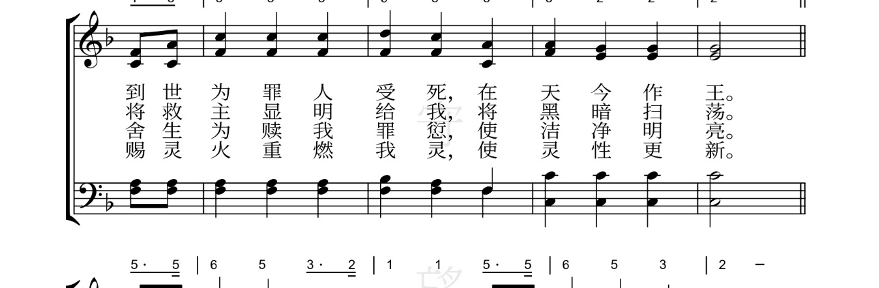 到 世 为 罪 人 受 死， 在 天 今 作 王。
将 救 主 显 明 给 我， 将 黑 暗 扫 荡。
舍 生 为 赎 我 罪 愆， 使 洁 净 明 亮。
赐 灵 火 重 燃 我 灵， 使 灵 性 更 新。
5· 5 | 6 5 3· 2 | 1 1 5· 5 | 6 5 3 | 2 –